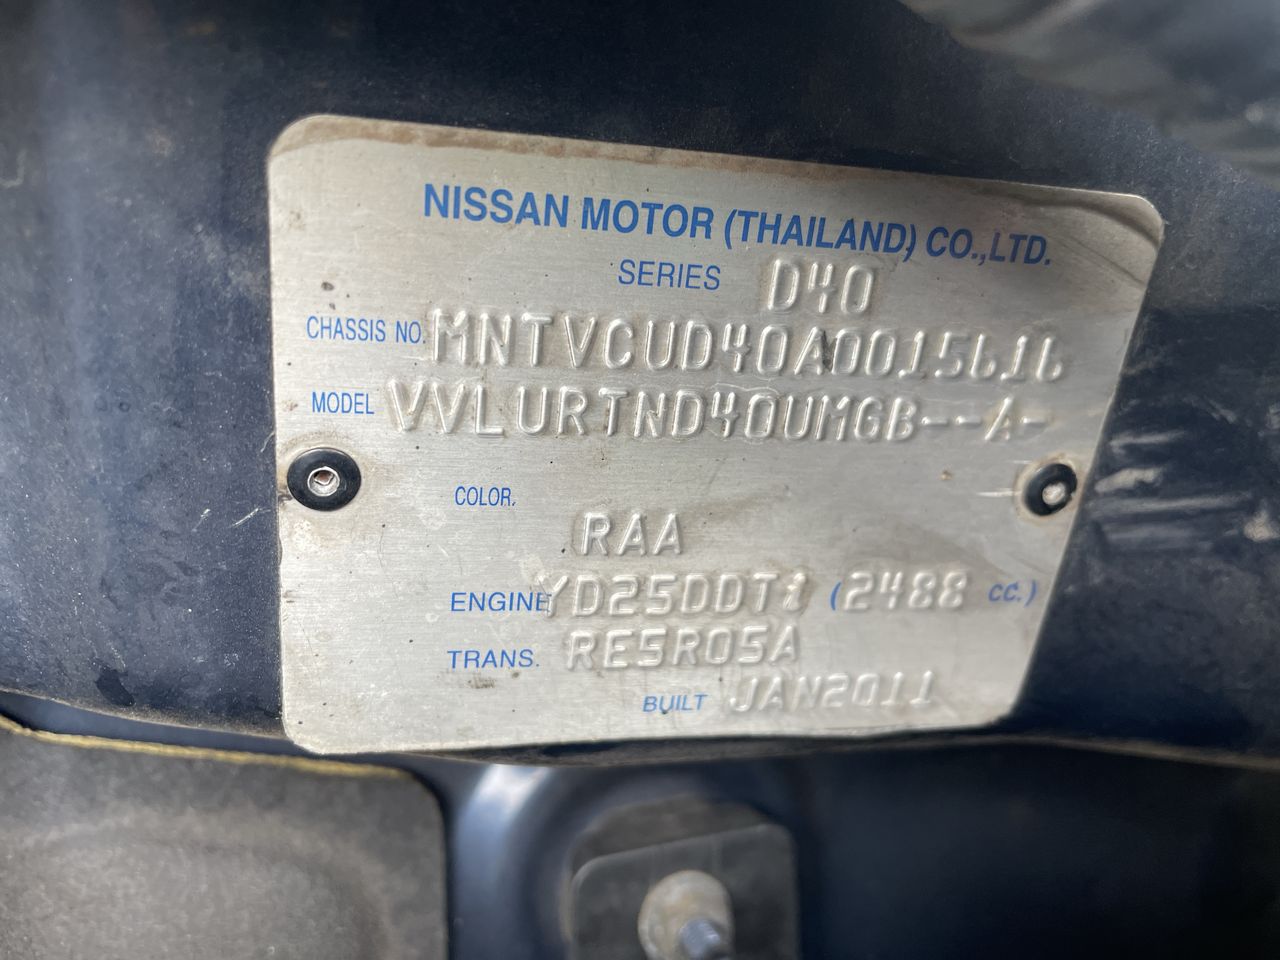 NISSAN MOTOR (THAILAND) CO.,LTD.
SERIES D40
CHASSIS NO. MNTVCUD40A0015616
MODEL VVLURTND40UMGB--A-
COLOR.
RAA
ENGINE YD25DDTi (2488 CC.)
TRANS. RE5R05A
BUILT JAN2011